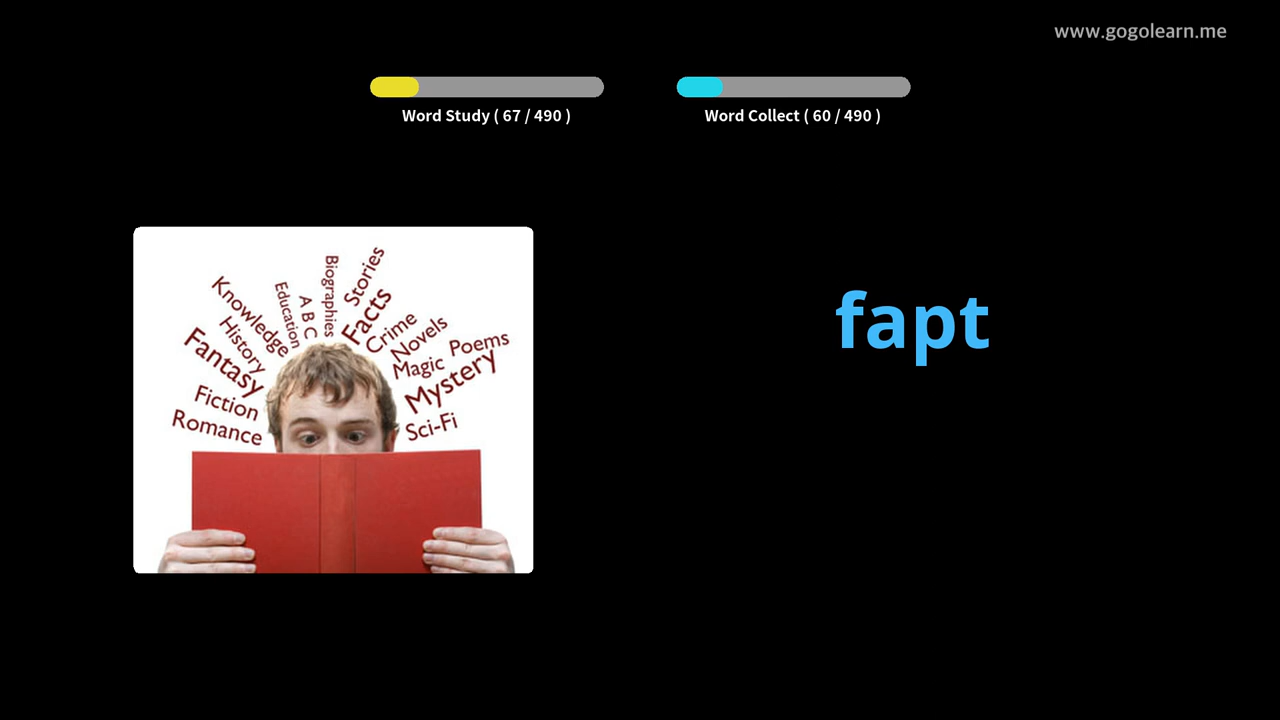 www.gogolearn.me
Word Study ( 67 / 490 )
Word Collect ( 60 / 490 )
Knowledge
Education
A B C
Biographies
Stories
Facts
Crime
Novels
Poems
Magic
Mystery
Sci-Fi
History
Fantasy
Fiction
Romance
fapt